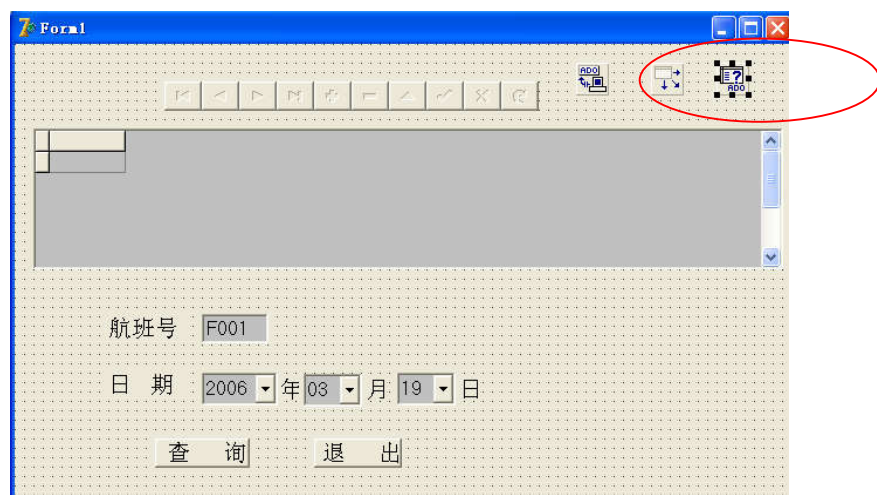 Form1
ADO
ADO
航班号 F001
日 期 2006 年 03 月 19 日
查 询 退 出